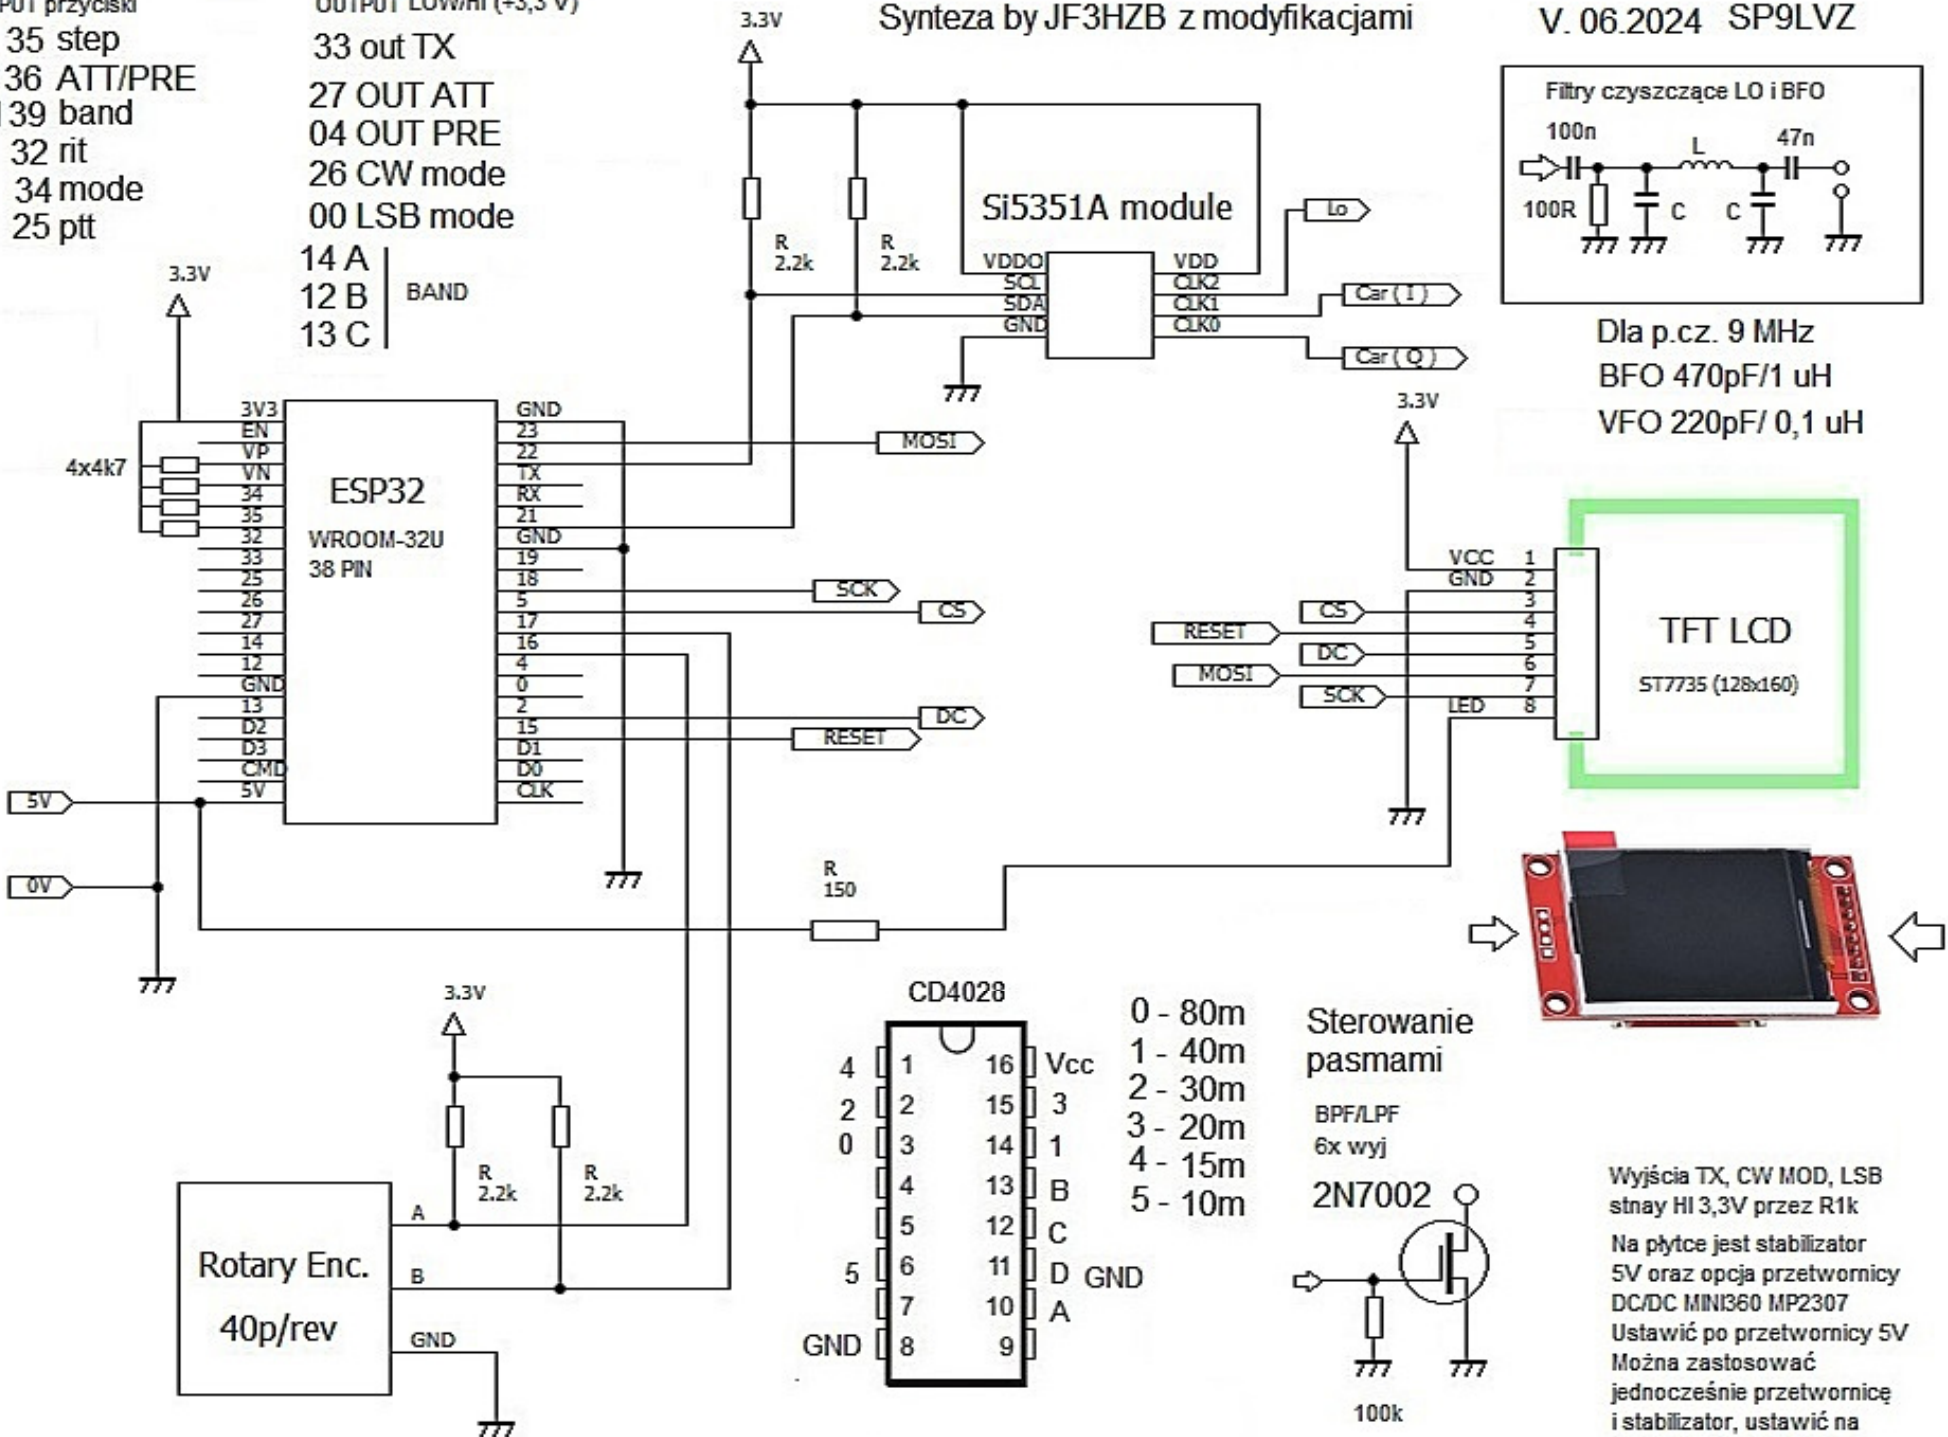 przyciski
35 step
36 ATT/PRE
39 band
32 rit
34 mode
25 ptt
OUTPUT LOW/HI (+3,3 V)
33 out TX
27 OUT ATT
04 OUT PRE
26 CW mode
00 LSB mode
14 A
12 B
13 C
BAND
Synteza by JF3HZB z modyfikacjami
V. 06.2024 SP9LVZ
3.3V
R
2.2k
R
2.2k
Si5351A module
VDDO
SCL
SDA
GND
VDD
CLK2
CLK1
CLK0
Lo
Car ( I )
Car ( Q )
Filtry czyszczące LO i BFO
100n
L
47n
100R
C
C
Dla p.cz. 9 MHz
BFO 470pF/1 uH
VFO 220pF/ 0,1 uH
3.3V
4x4k7
3V3
EN
VP
VN
34
35
32
33
25
26
27
14
12
GND
13
D2
D3
CMD
5V
ESP32
WROOM-32U
38 PIN
GND
23
22
TX
RX
21
GND
19
18
5
17
16
4
0
2
15
D1
D0
CLK
MOSI
SCK
CS
DC
RESET
5V
0V
R
150
3.3V
VCC 1
GND 2
3
4
5
6
7
LED 8
CS
RESET
DC
MOSI
SCK
TFT LCD
ST7735 (128x160)
3.3V
R
2.2k
R
2.2k
Rotary Enc.
40p/rev
A
B
GND
CD4028
4 1 16 Vcc
2 2 15 3
0 3 14 1
4 13 B
5 12 C
5 6 11 D GND
7 10 A
GND 8 9
0 - 80m
1 - 40m
2 - 30m
3 - 20m
4 - 15m
5 - 10m
Sterowanie
pasmami
BPF/LPF
6x wyj
2N7002
100k
Wyjścia TX, CW MOD, LSB
stnay HI 3,3V przez R1k
Na płytce jest stabilizator
5V oraz opcja przetwornicy
DC/DC MINI360 MP2307
Ustawić po przetwornicy 5V
Można zastosować
jednocześnie przetwornicę
i stabilizator, ustawić na